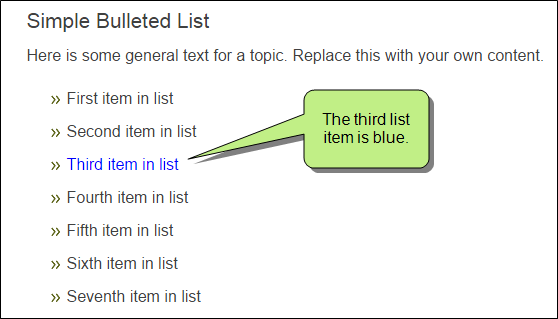 Simple Bulleted List
Here is some general text for a topic. Replace this with your own content.
» First item in list
» Second item in list
» Third item in list
The third list
item is blue.
» Fourth item in list
» Fifth item in list
» Sixth item in list
» Seventh item in list